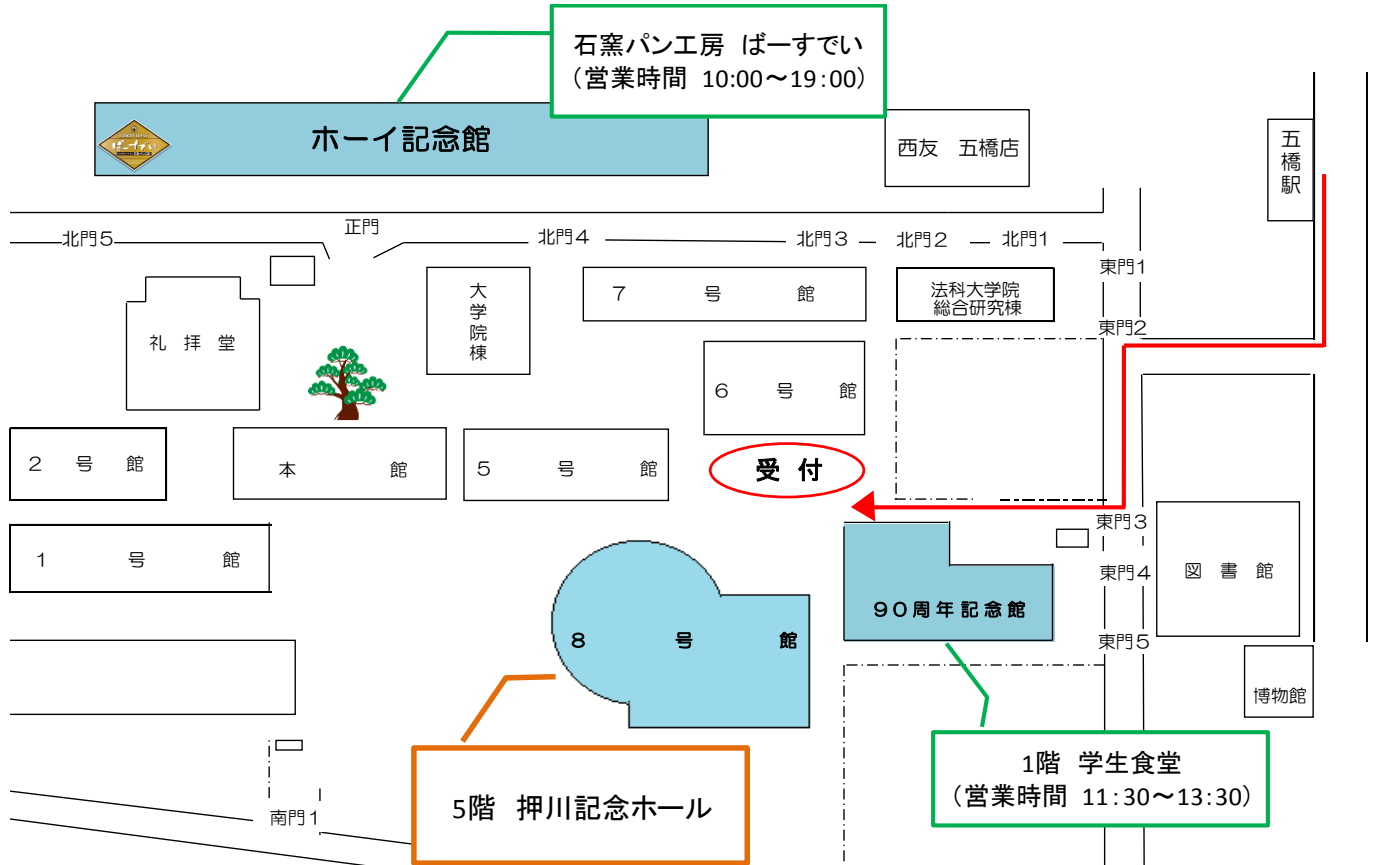 石窯パン工房 ばーすでい
(営業時間 10:00～19:00)
ばーすでい
ホーイ記念館
西友 五橋店
五橋駅
北門5
正門
北門4
北門3
北門2
北門1
東門1
礼拝堂
大学院棟
7号館
法科大学院
総合研究棟
東門2
6号館
2号館
本館
5号館
受付
1号館
東門3
東門4
図書館
90周年記念館
8号館
東門5
博物館
5階 押川記念ホール
1階 学生食堂
(営業時間 11:30～13:30)
南門1